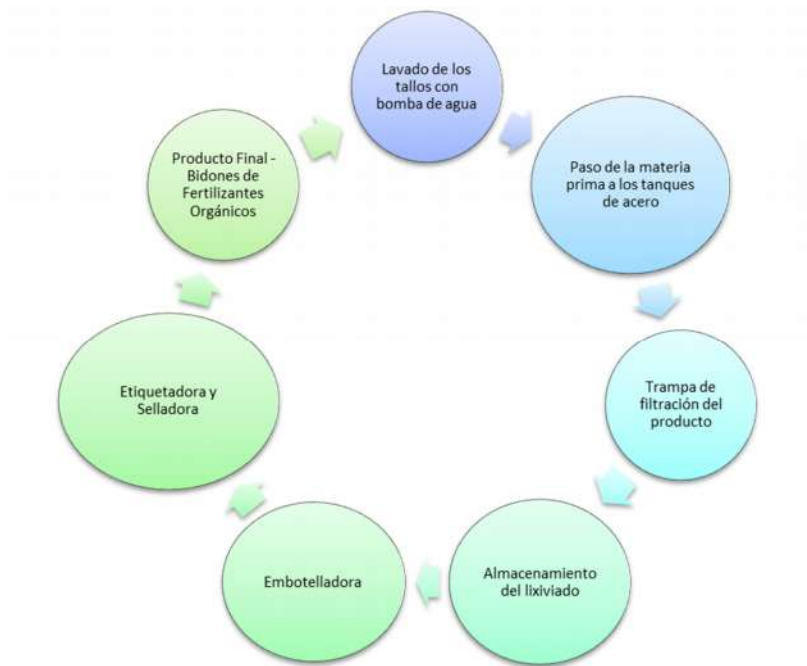 Lavado de los
tallos con
bomba de agua
Paso de la materia
prima a los tanques
de acero
Trampa de
filtración del
producto
Almacenamiento
del lixiviado
Embotelladora
Etiquetadora y
Selladora
Producto Final -
Bidones de
Fertilizantes
Orgánicos